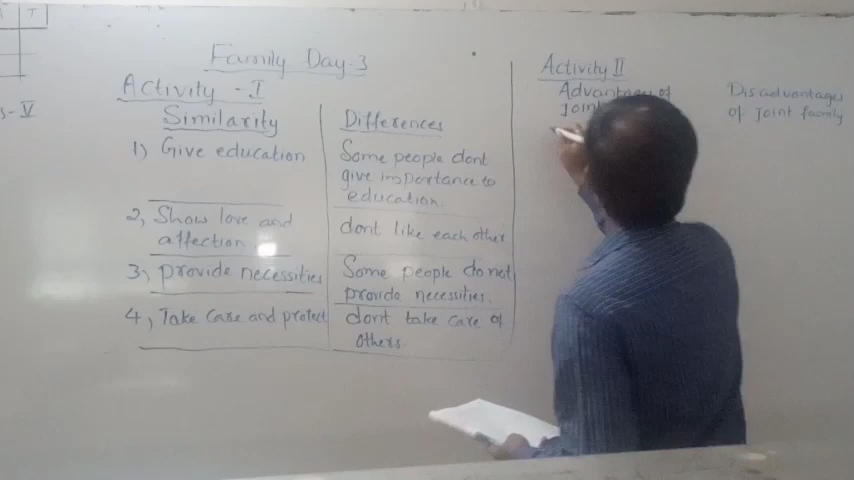 T
s-V
Family Day-3
Activity - I
Similarity
Differences
1) Give education
Some people dont
give importance to
education.
2, Show love and
affection
dont like each other
3, provide necessities
Some people do not
provide necessities.
4, Take care and protect
dont take care of
others
Activity II
Advantage of
Joint
Disadvantages
of Joint family